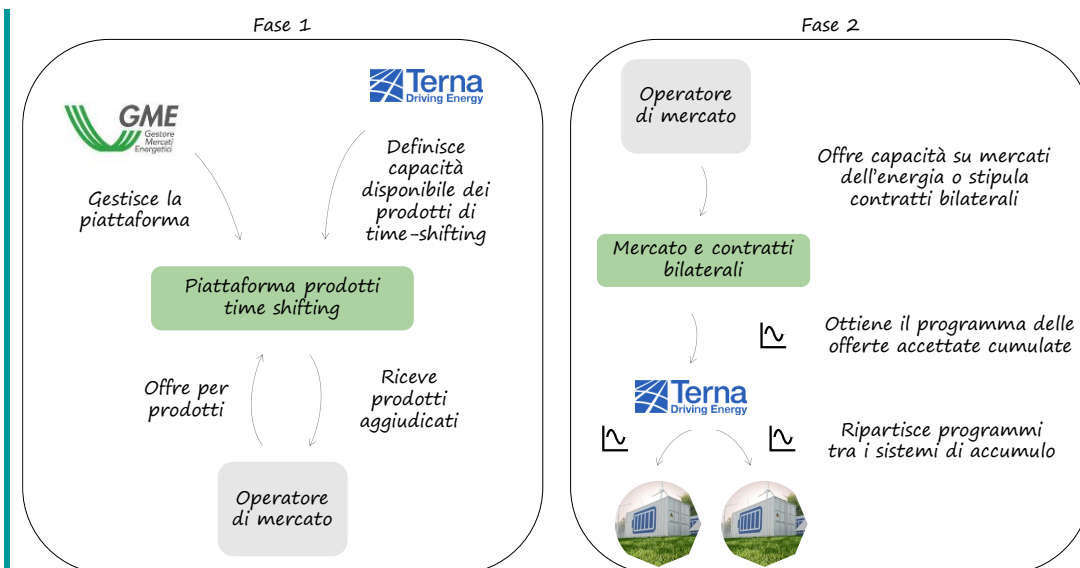 Fase 1
GME
Gestore
Mercati
Energetici
Terna
Driving Energy
Gestisce la
piattaforma
Definisce
capacità
disponibile dei
prodotti di
time-shifting
Piattaforma prodotti
time shifting
Offre per
prodotti
Riceve
prodotti
aggiudicati
Operatore
di mercato
Fase 2
Operatore
di mercato
Offre capacità su mercati
dell'energia o stipula
contratti bilaterali
Mercato e contratti
bilaterali
Ottiene il programma delle
offerte accettate cumulate
Terna
Driving Energy
Ripartisce programmi
tra i sistemi di accumulo